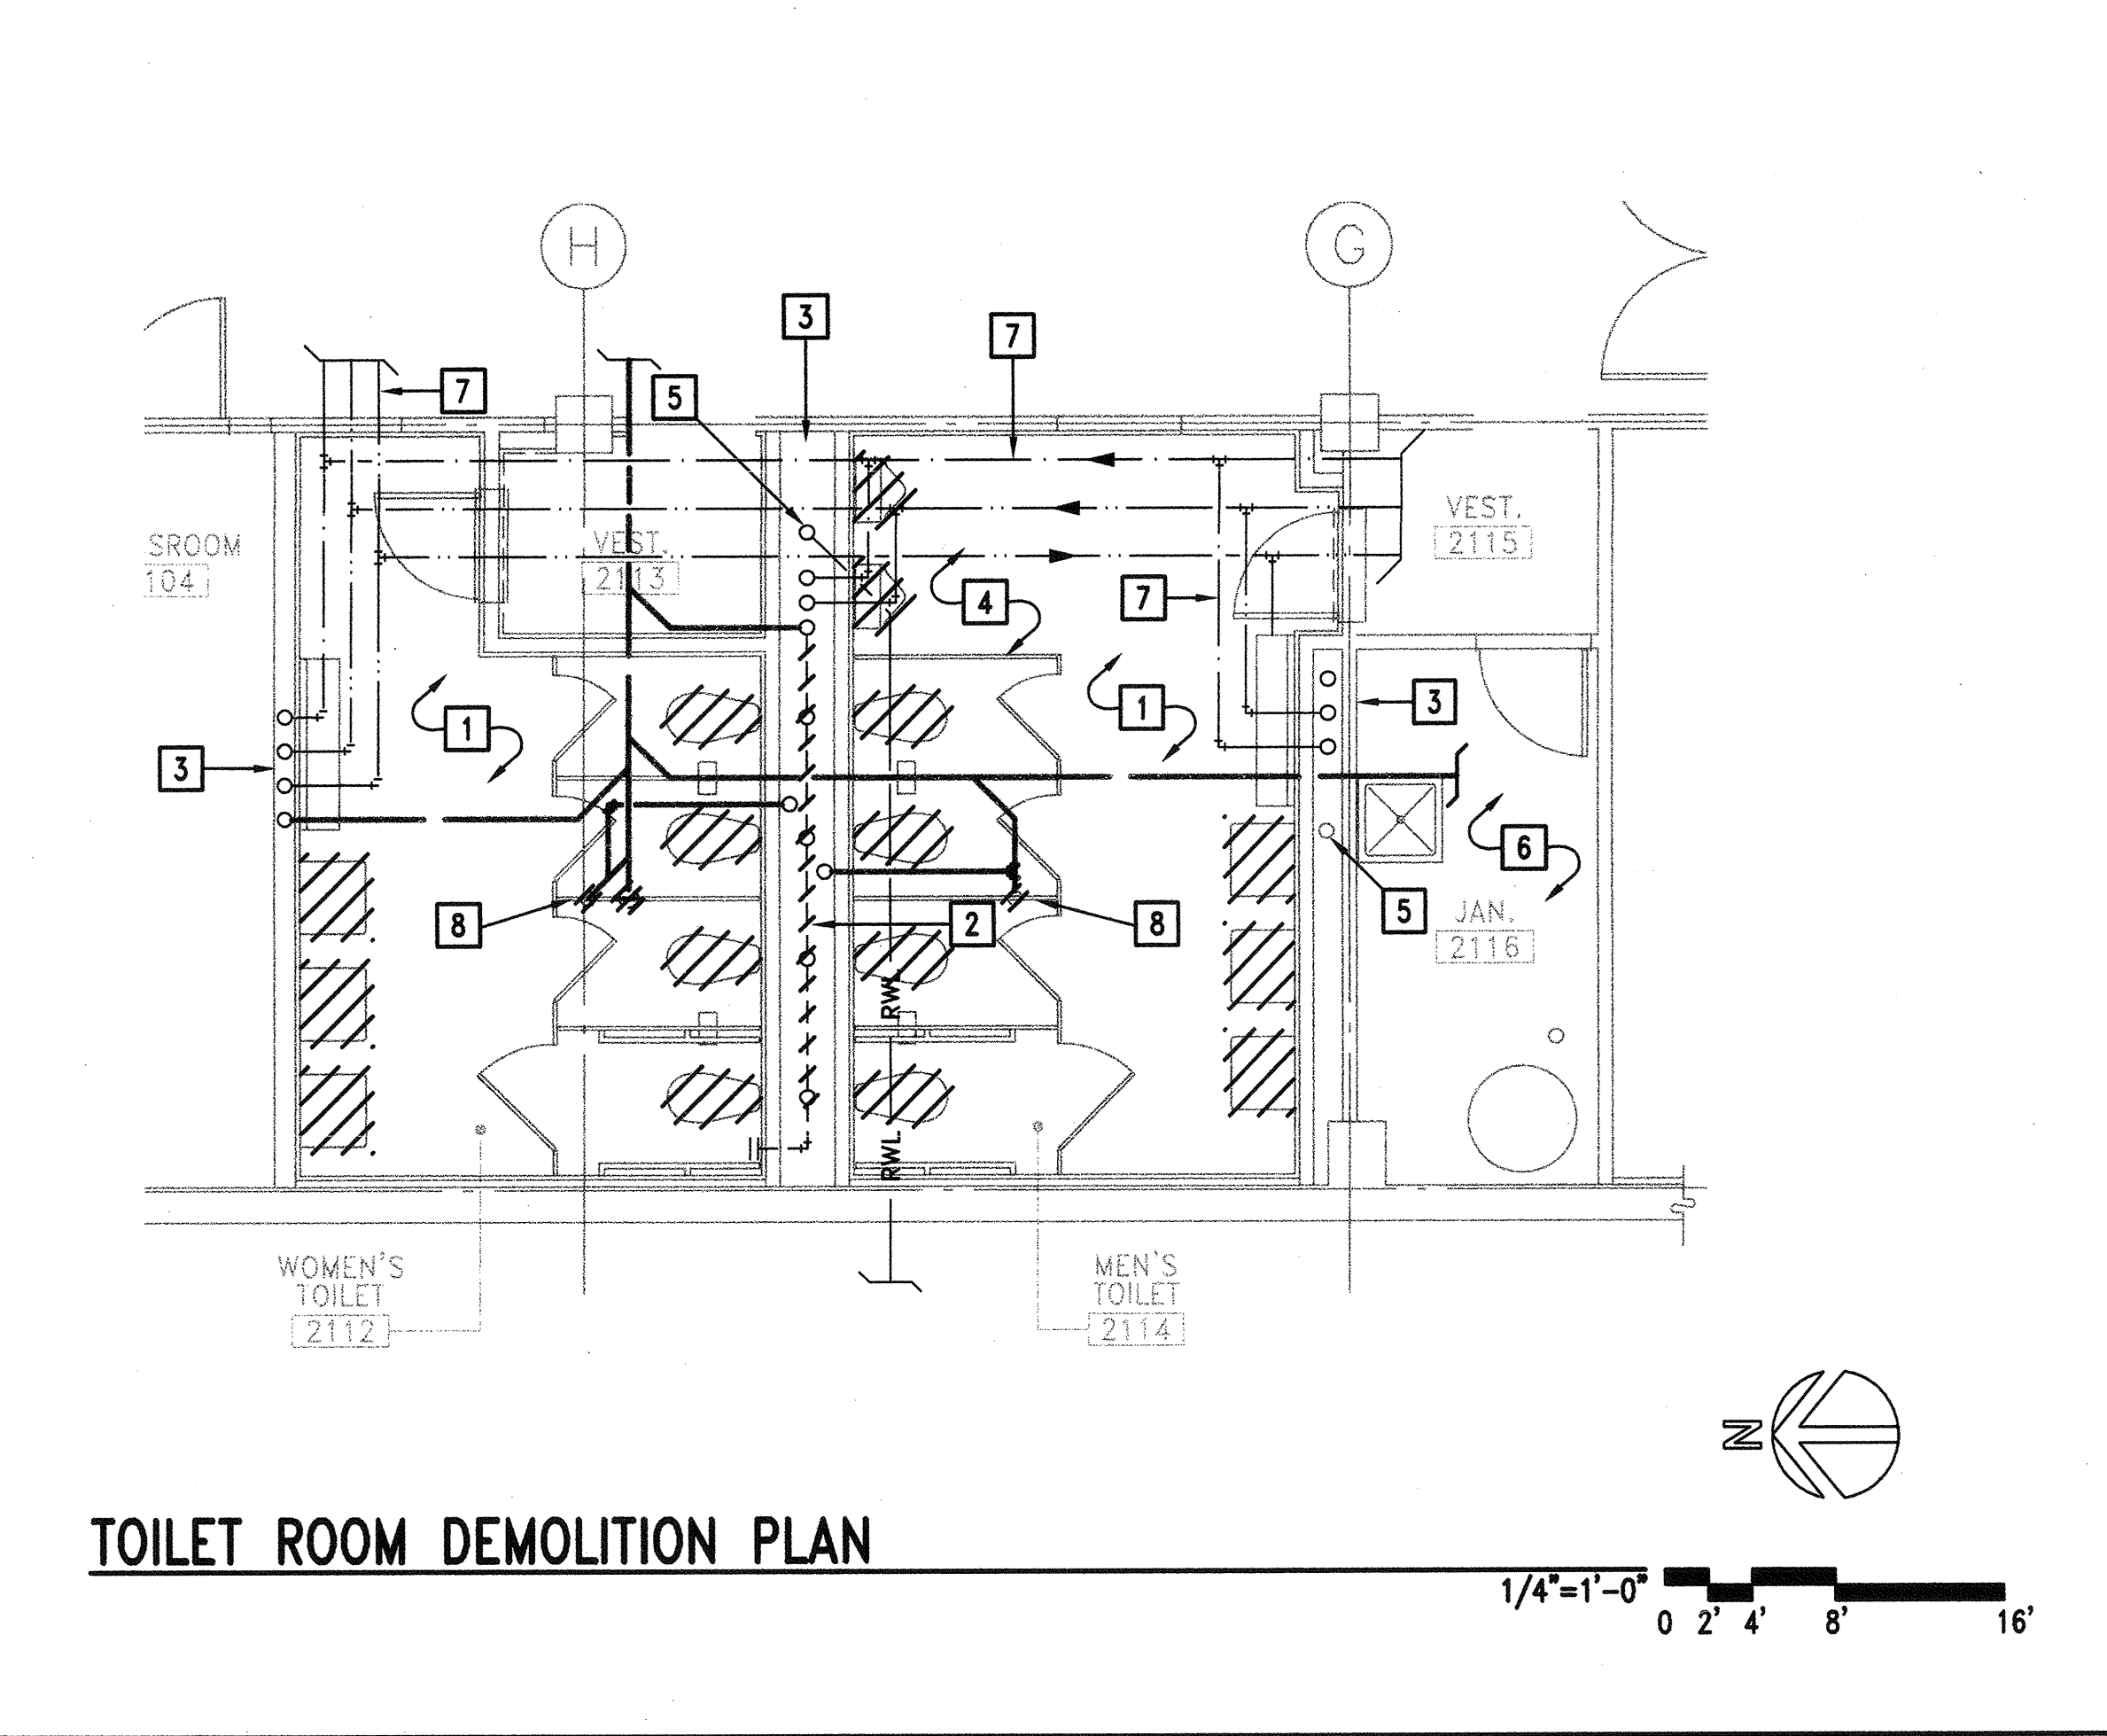 H
G
3
7
7
5
VEST.
2115
SROOM
104
VEST.
2113
7
4
1
1
3
3
6
5
8
2
8
JAN.
2116
RWL
RWL
WOMEN'S
TOILET
2112
MEN'S
TOILET
2114
N
TOILET ROOM DEMOLITION PLAN
1/4"=1'-0"
0 2' 4' 8' 16'